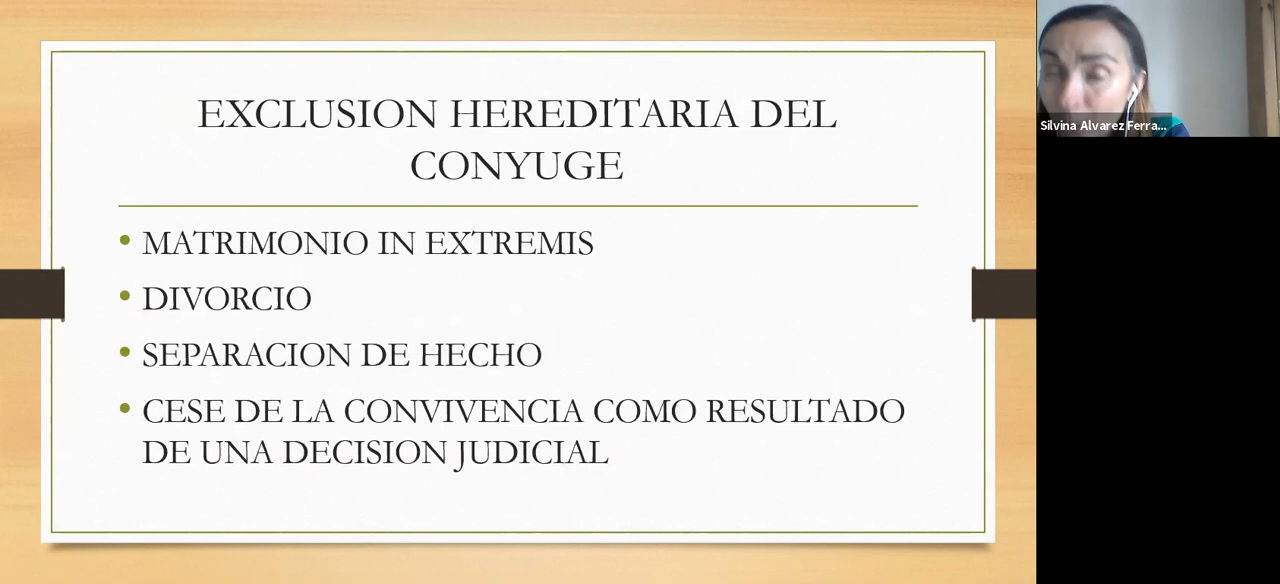 EXCLUSION HEREDITARIA DEL
CONYUGE
• MATRIMONIO IN EXTREMIS
• DIVORCIO
• SEPARACION DE HECHO
• CESE DE LA CONVIVENCIA COMO RESULTADO
DE UNA DECISION JUDICIAL
Silvina Alvarez Ferra...